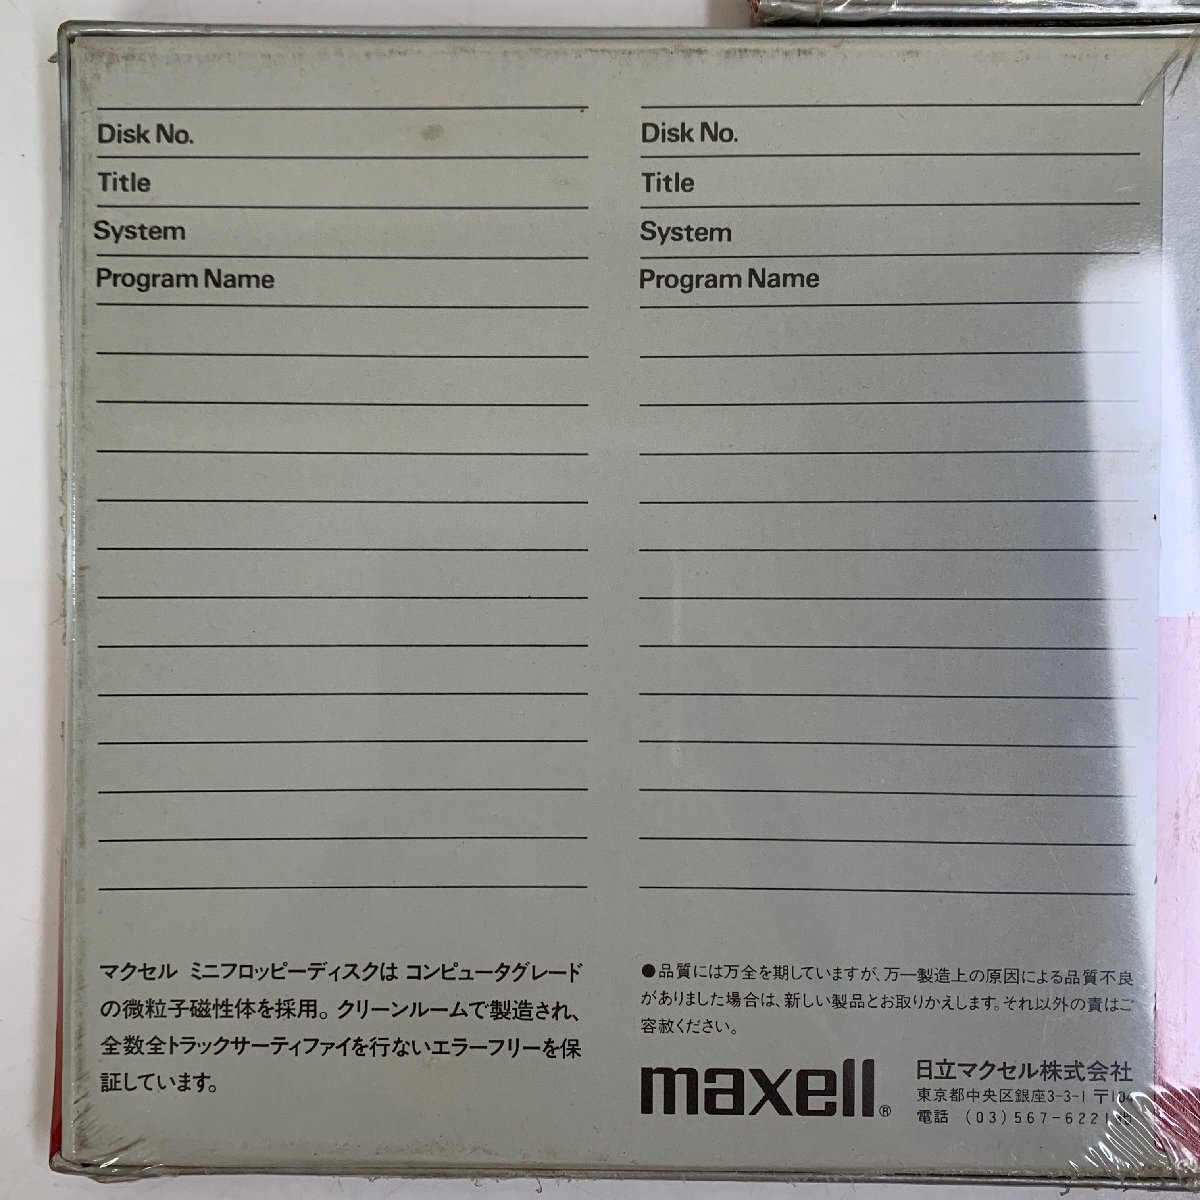 Disk No.
Title
System
Program Name
Disk No.
Title
System
Program Name
マクセル ミニフロッピーディスクは コンピュータグレード
の微粒子磁性体を採用。クリーンルームで製造され、
全数全トラックサーティファイを行ないエラーフリーを保
証しています。
●品質には万全を期していますが、万一製造上の原因による品質不良
がありました場合は、新しい製品とお取りかえします。それ以外の責はご
容赦ください。
maxell®
日立マクセル株式会社
東京都中央区銀座3-3-1 〒104
電話 (03)